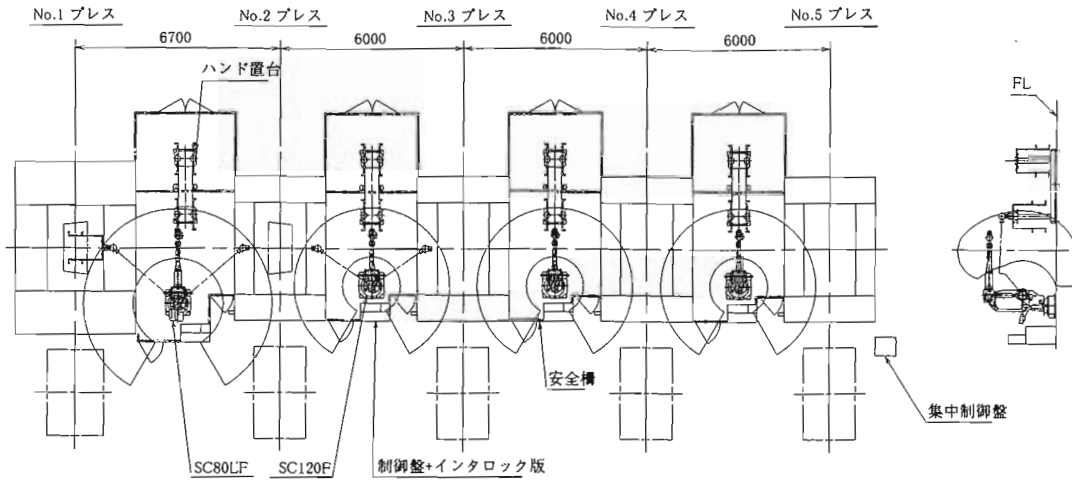 No.1 プレス
No.2 プレス
No.3 プレス
No.4 プレス
No.5 プレス
6700
6000
6000
6000
ハンド置台
FL
安全柵
集中制御盤
SC80LF
SC120F
制御盤+インタロック版